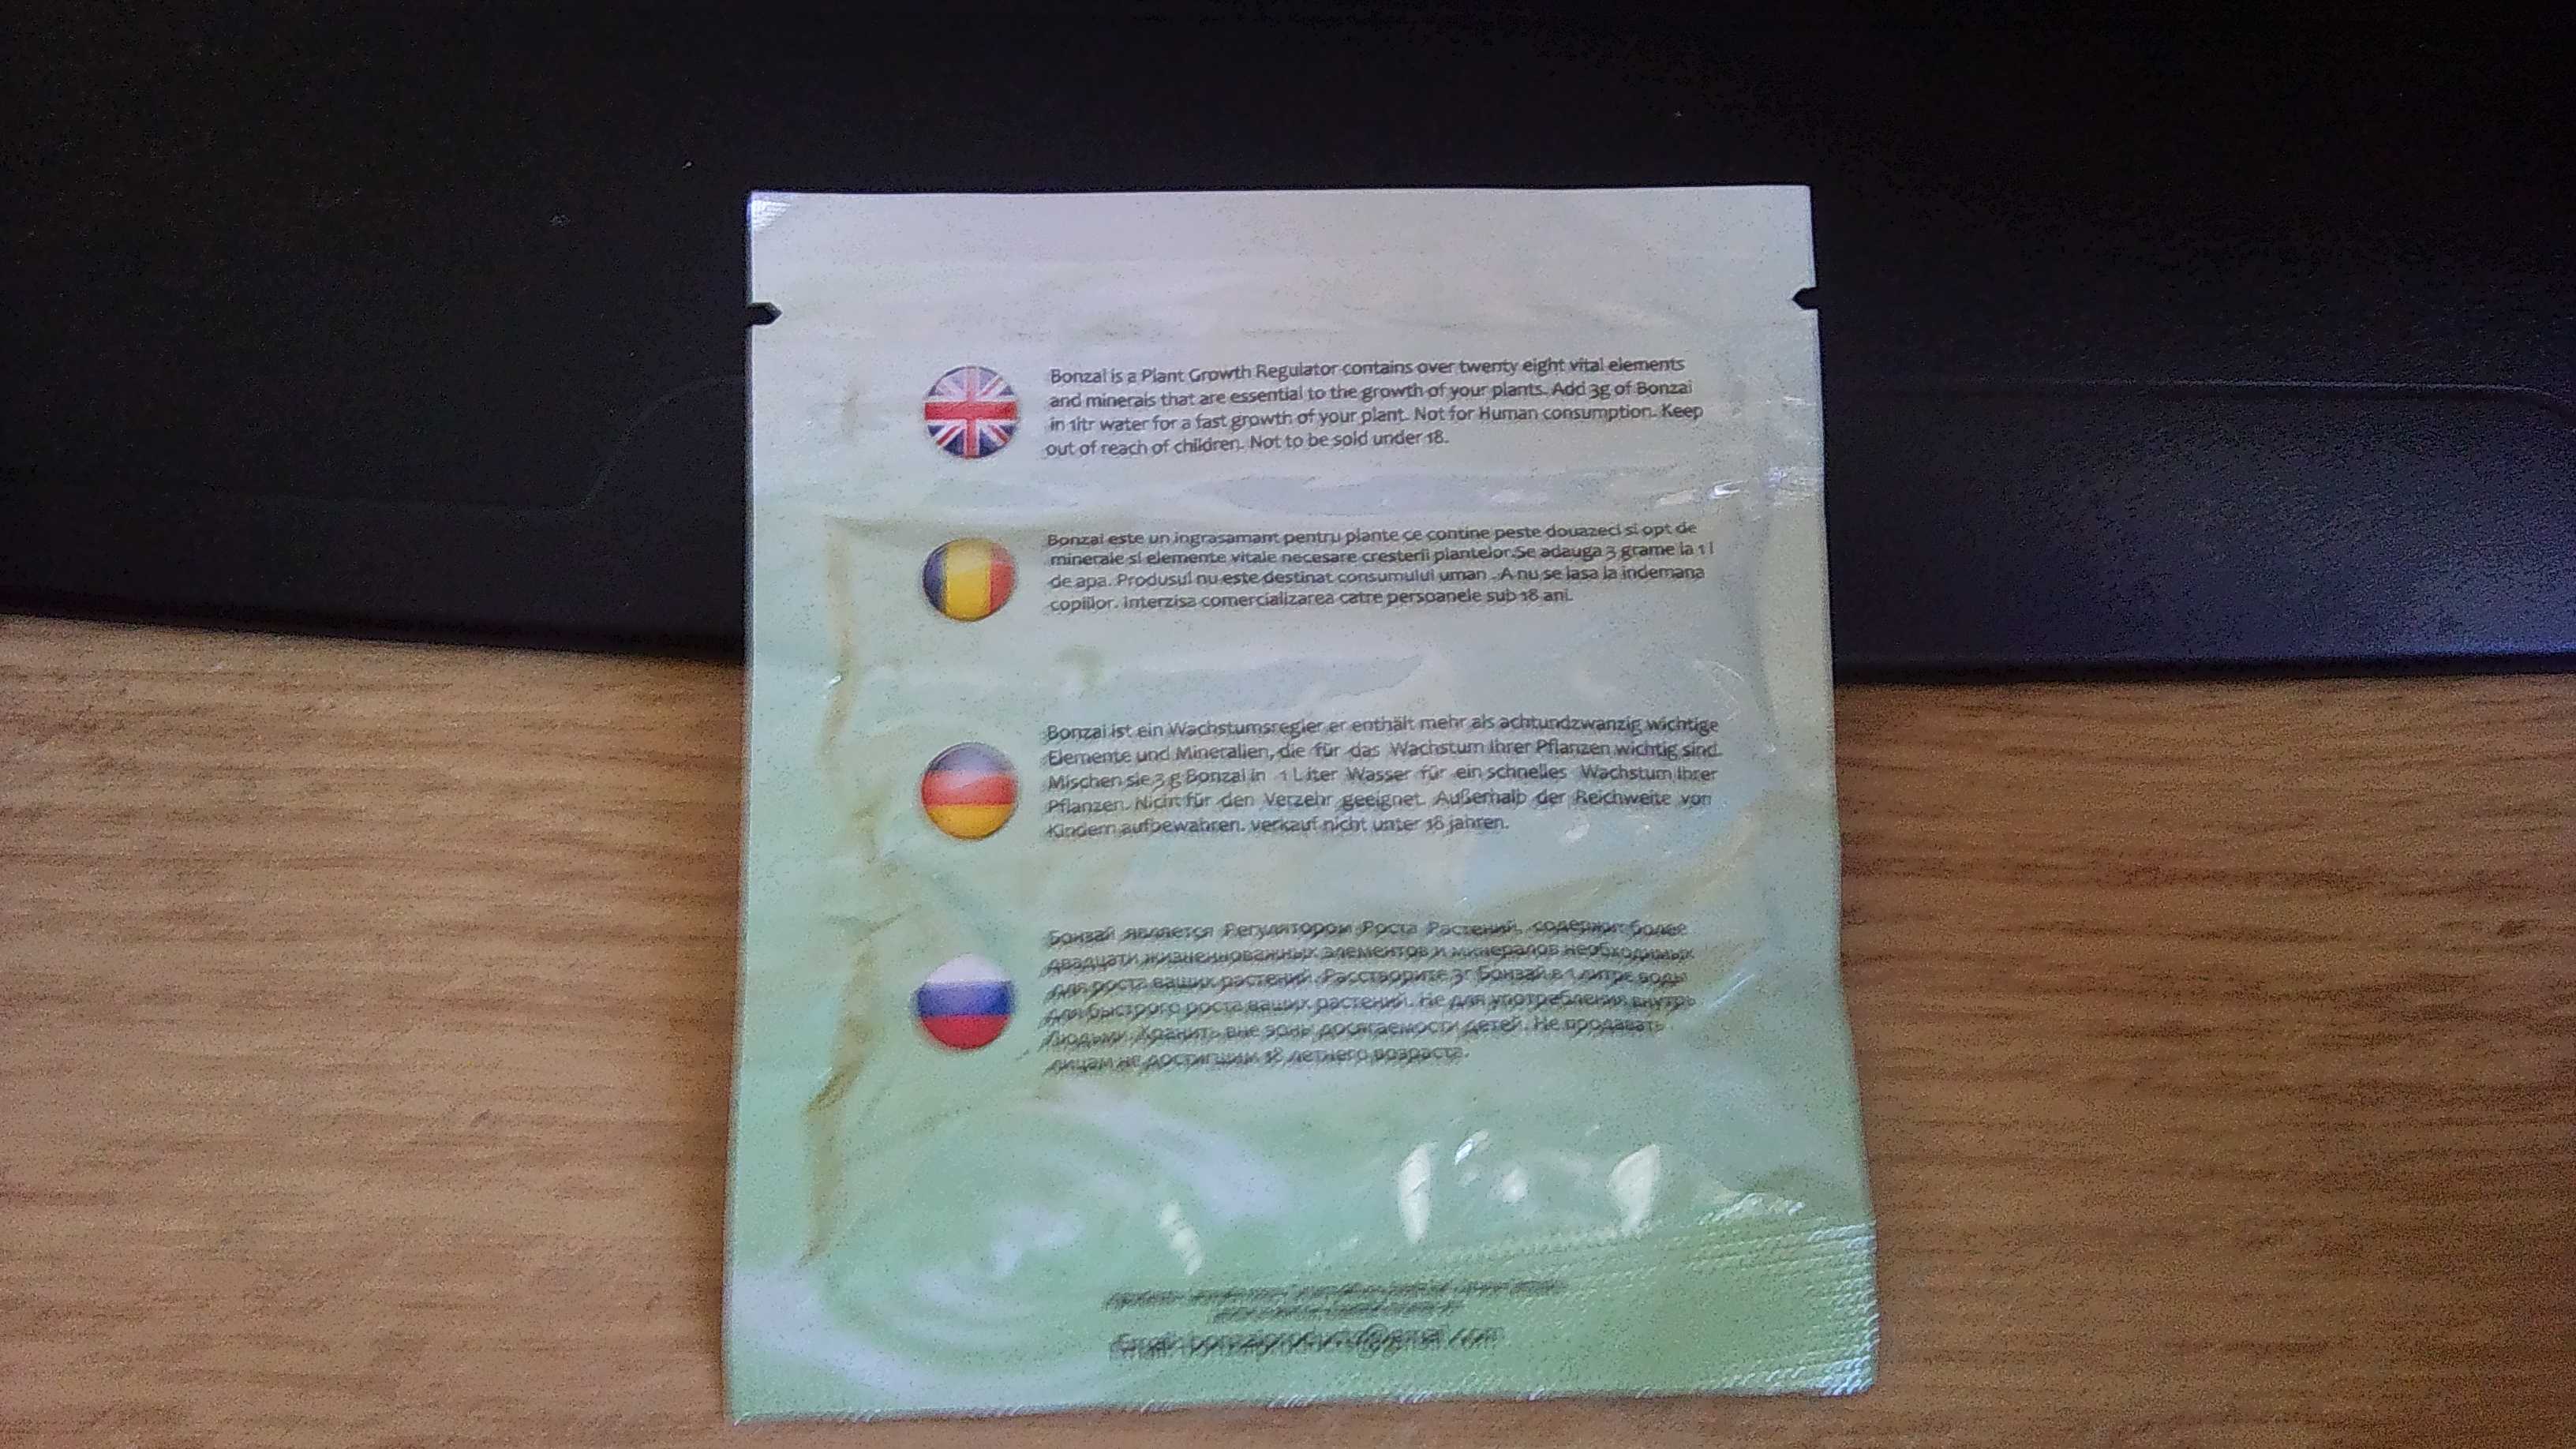 Bonzai is a Plant Growth Regulator contains over twenty eight vital elements
and minerals that are essential to the growth of your plants. Add 3g of Bonzai
in 1ltr water for a fast growth of your plant. Not for Human consumption. Keep
out of reach of children. Not to be sold under 18.
Bonzai este un ingrasamant pentru plante ce contine peste douazeci si opt de
minerale si elemente vitale necesare cresterii plantelor.Se adauga 3 grame la 1 l
de apa. Produsul nu este destinat consumului uman . A nu se lasa la indemana
copiilor. Interzisa comercializarea catre persoanele sub 18 ani.
Bonzai ist ein Wachstumsregler er enthält mehr als achtundzwanzig wichtige
Elemente und Mineralien, die für das Wachstum Ihrer Pflanzen wichtig sind.
Mischen sie 3 g Bonzai in 1 Liter Wasser für ein schnelles Wachstum Ihrer
Pflanzen. Nicht für den Verzehr geeignet. Außerhalb der Reichweite von
Kindern aufbewahren. verkauf nicht unter 18 jahren.
Бонзай является Регулятором Роста Растений, содержит более
двадцати жизненноважных элементов и минералов необходимых
для роста ваших растений. Расстворите 3г Бонзай в 1 литре воды
для быстрого роста ваших растений. Не для употребления внутрь
Людьми. Хранить вне зоны досягаемости детей. Не продавать
лицам не достигшим 18 летнего возраста.
Email: